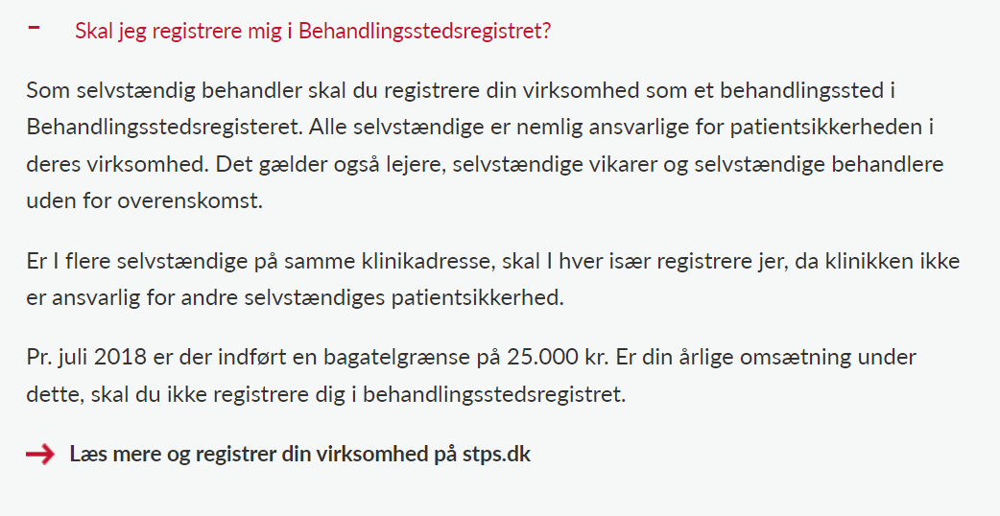 - Skal jeg registrere mig i Behandlingsstedsregistret?
Som selvstændig behandler skal du registrere din virksomhed som et behandlingssted i
Behandlingsstedsregisteret. Alle selvstændige er nemlig ansvarlige for patientsikkerheden i
deres virksomhed. Det gælder også lejere, selvstændige vikarer og selvstændige behandlere
uden for overenskomst.
Er I flere selvstændige på samme klinikadresse, skal I hver især registrere jer, da klinikken ikke
er ansvarlig for andre selvstændiges patientsikkerhed.
Pr. juli 2018 er der indført en bagatelgrænse på 25.000 kr. Er din årlige omsætning under
dette, skal du ikke registrere dig i behandlingsstedsregistret.
Læs mere og registrer din virksomhed på stps.dk